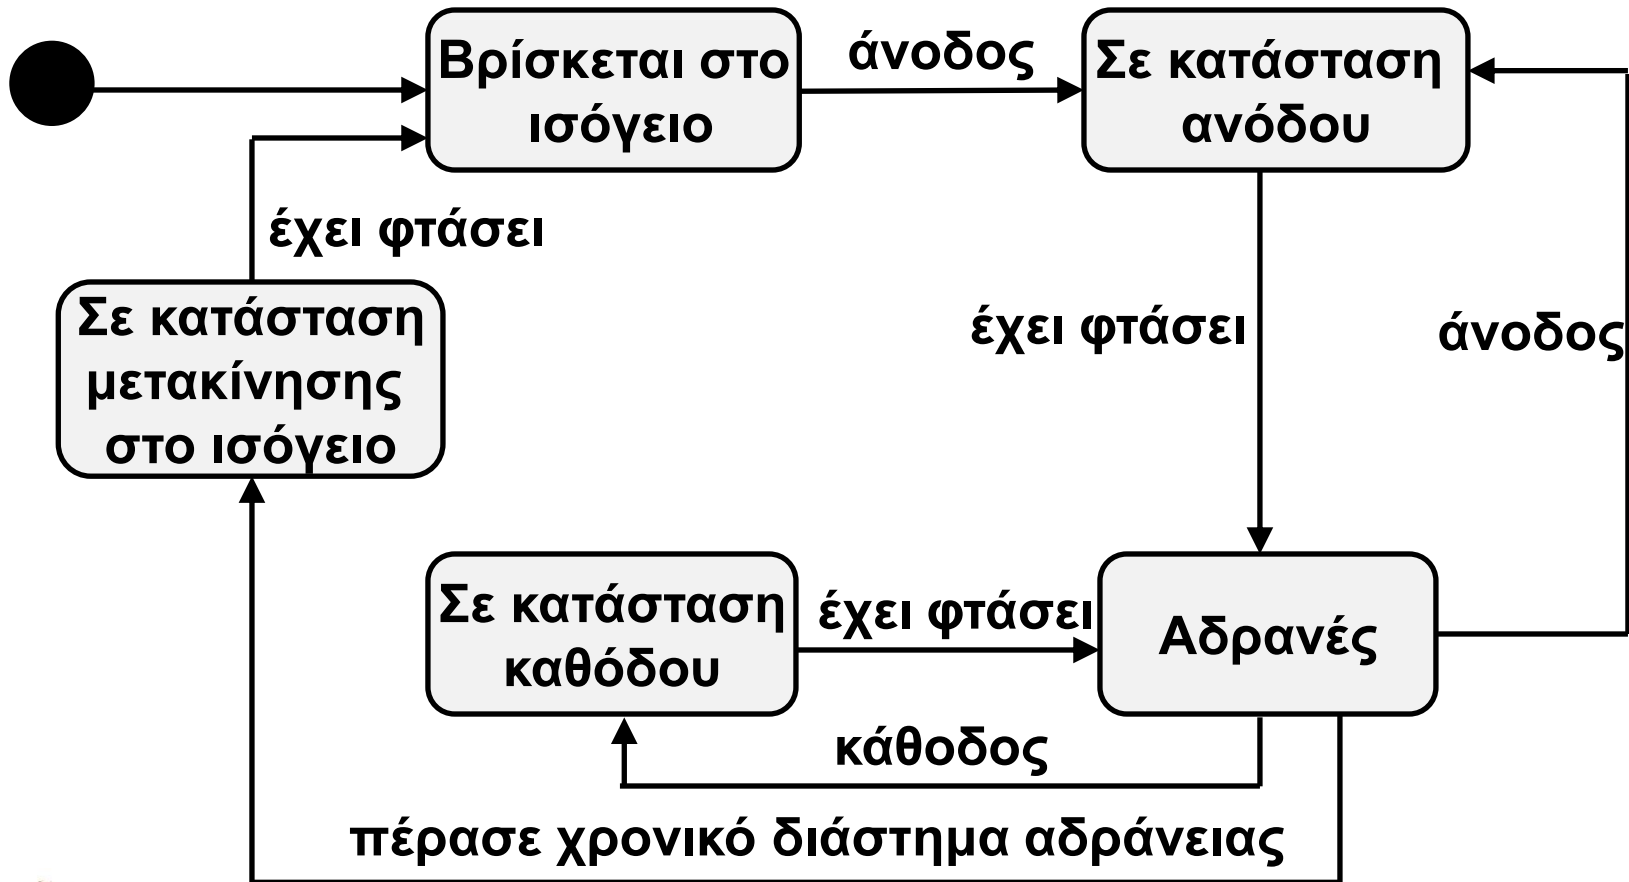 Βρίσκεται στο
ισόγειο
άνοδος
Σε κατάσταση
ανόδου
έχει φτάσει
Σε κατάσταση
μετακίνησης
στο ισόγειο
έχει φτάσει
άνοδος
Σε κατάσταση
καθόδου
έχει φτάσει
Αδρανές
κάθοδος
πέρασε χρονικό διάστημα αδράνειας